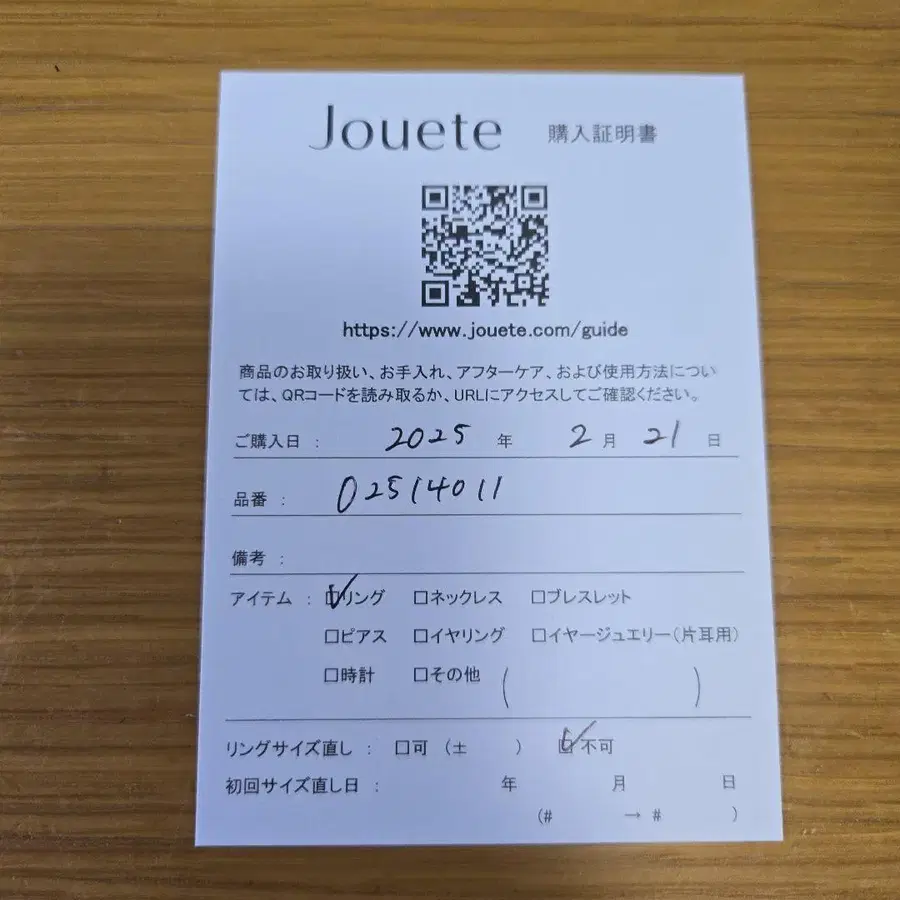 Jouete 購入証明書
https://www.jouete.com/guide
商品のお取り扱い、お手入れ、アフターケア、および使用方法につい
ては、QRコードを読み取るか、URLにアクセスしてご確認ください。
ご購入日 : 2025 年 2 月 21 日
品番 : 02514011
備考 :
アイテム : ☑リング □ネックレス □ブレスレット
□ピアス □イヤリング □イヤージュエリー(片耳用)
□時計 □その他 ( )
リングサイズ直し : □可 (± ) ☑不可
初回サイズ直し日 : 年 月 日
(# → # )